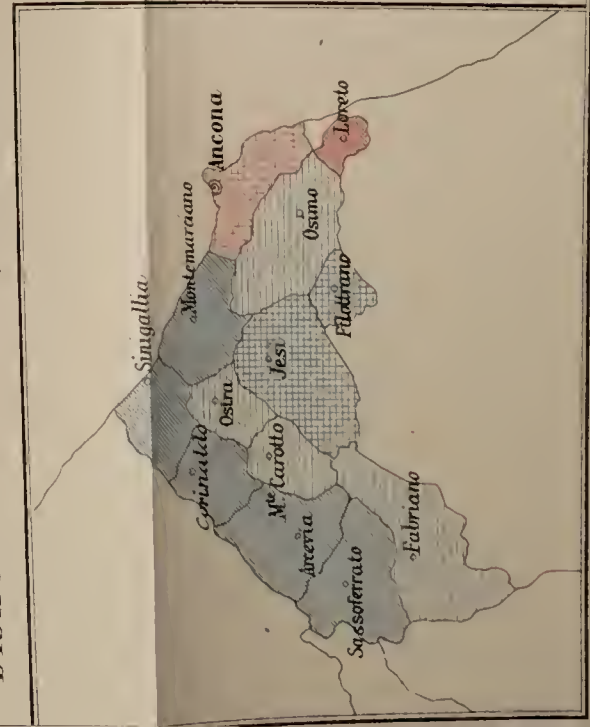 Sinigallia
Montemarciano
Ancona
Loreto
Osimo
Filottrano
Jesi
Ostra
Corinaldo
M.te Carotto
Arcevia
Sassoferrato
Fabriano